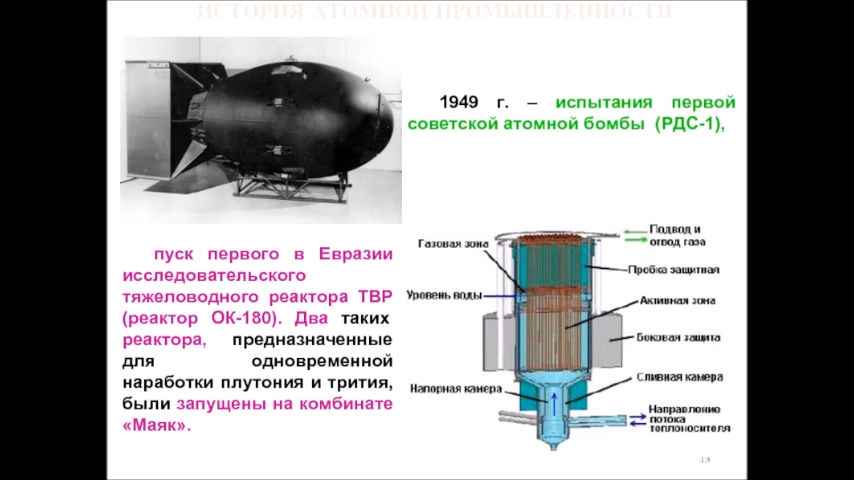 ИСТОРИЯ АТОМНОЙ ПРОМЫШЛЕННОСТИ
1949 г. – испытания первой
советской атомной бомбы (РДС-1),
пуск первого в Евразии
исследовательского
тяжеловодного реактора ТВР
(реактор ОК-180). Два таких
реактора, предназначенные
для одновременной
наработки плутония и трития,
были запущены на комбинате
«Маяк».
Подвод и
отвод газа
Газовая зона
Пробка защитная
Уровень воды
Активная зона
Боковая защита
Сливная камера
Напорная камера
Направление
потока
теплоносителя